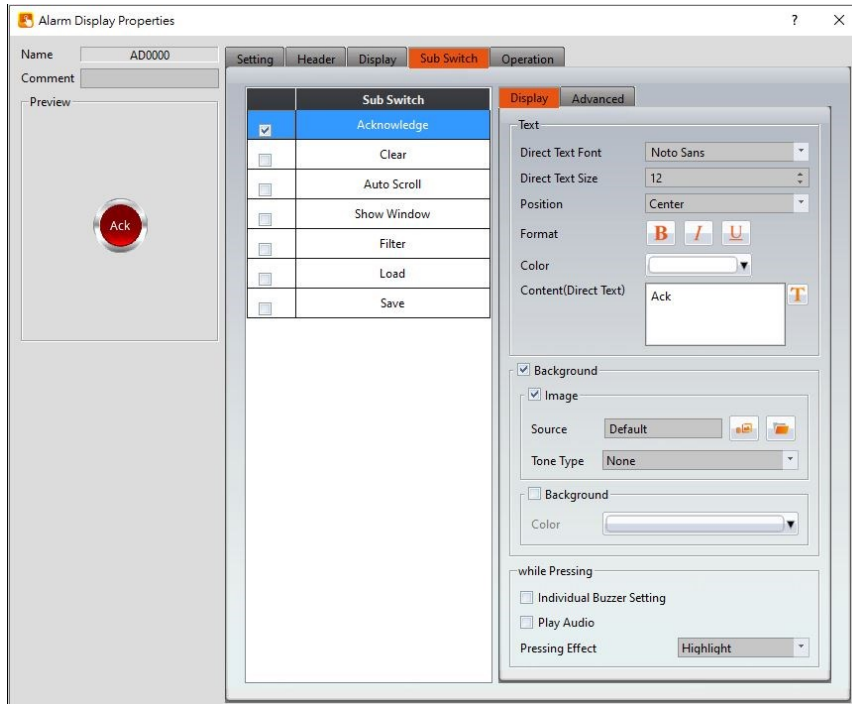 Alarm Display Properties
Name AD0000
Comment
Preview
Ack
Setting Header Display Sub Switch Operation
Sub Switch
Acknowledge
Clear
Auto Scroll
Show Window
Filter
Load
Save
Display Advanced
Text
Direct Text Font Noto Sans
Direct Text Size 12
Position Center
Format B I U
Color
Content(Direct Text) Ack T
Background
Image
Source Default
Tone Type None
Background
Color
while Pressing
Individual Buzzer Setting
Play Audio
Pressing Effect Highlight